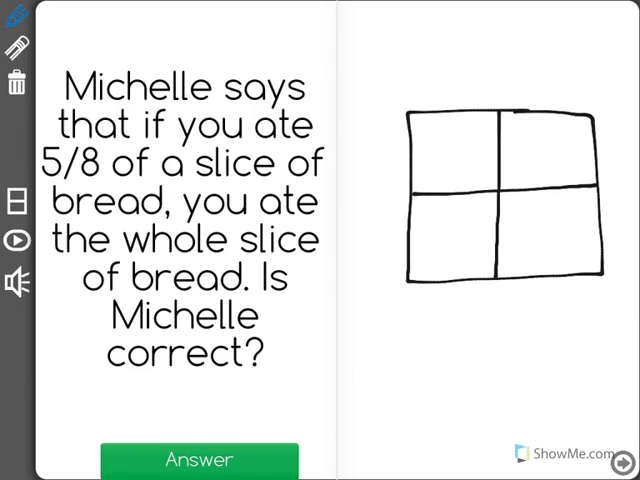 Michelle says
that if you ate
5/8 of a slice of
bread, you ate
the whole slice
of bread. Is
Michelle
correct?
Answer
ShowMe.com